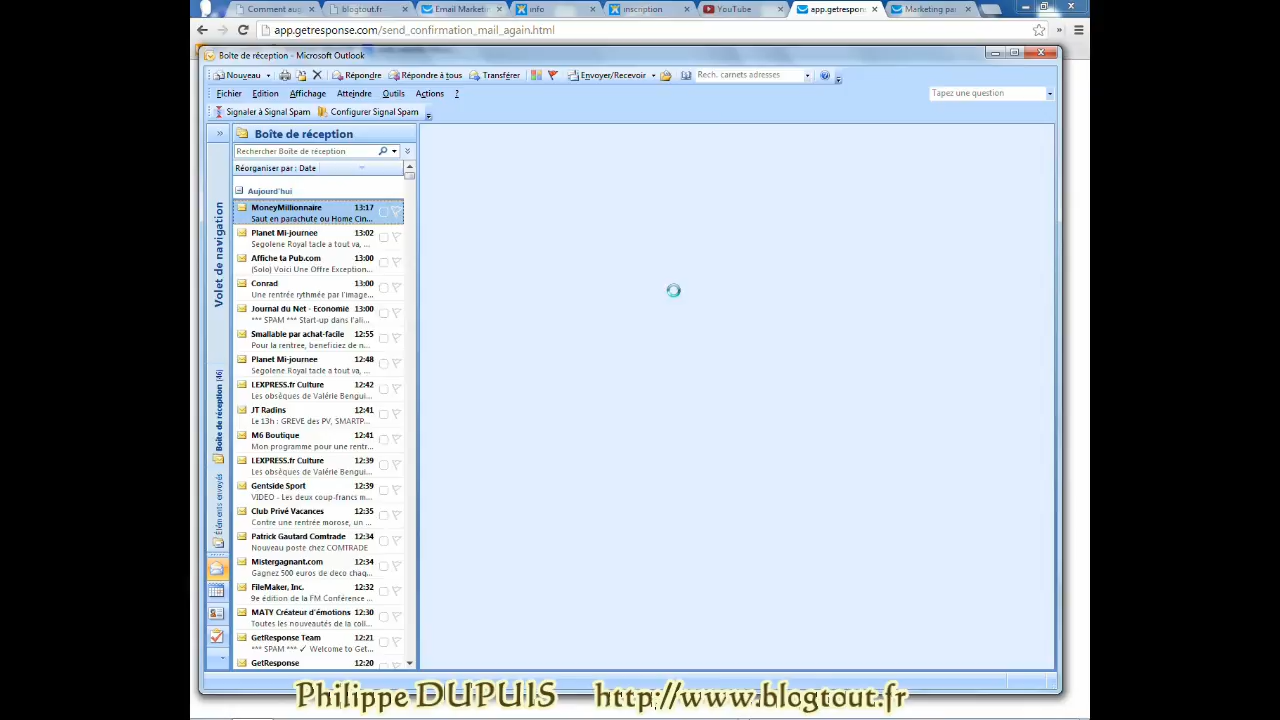 Comment aug
blogtout.fr
Email Marketi
info
inscription
YouTube
app.getrespon
Marketing pa
app.getresponse.com/send_confirmation_mail_again.html
Boîte de réception - Microsoft Outlook
Nouveau
Répondre
Répondre à tous
Transférer
Envoyer/Recevoir
Rech. carnets adresses
Fichier Edition Affichage Atteindre Outils Actions ?
Tapez une question
Signaler à Signal Spam
Configurer Signal Spam
Boîte de réception
Rechercher Boîte de réception
Réorganiser par : Date
Aujourd'hui
MoneyMillionnaire 13:17
Saut en parachute ou Home Cin...
Planet Mi-journee 13:02
Segolene Royal tacle a tout va, ...
Affiche ta Pub.com 13:00
(Solo) Voici Une Offre Exception...
Conrad 13:00
Une rentrée rythmée par l'image...
Journal du Net - Economie 13:00
*** SPAM *** Start-up dans l'ali...
Smallable par achat-facile 12:55
Pour la rentree, beneficiez de n...
Planet Mi-journee 12:48
Segolene Royal tacle a tout va, ...
LEXPRESS.fr Culture 12:42
Les obsèques de Valérie Bengui...
JT Radins 12:41
Le 13h : GREVE des PV, SMARTP...
M6 Boutique 12:41
Mon programme pour une rentr...
LEXPRESS.fr Culture 12:39
Les obsèques de Valérie Bengui...
Gentside Sport 12:39
VIDEO - Les deux coup-francs m...
Club Privé Vacances 12:35
Contre une rentrée morose, un ...
Patrick Gautard Comtrade 12:34
Nouveau poste chez COMTRADE
Mistergagnant.com 12:34
Gagnez 500 euros de deco chaq...
FileMaker, Inc. 12:32
9e édition de la FM Conférence ...
MATY Créateur d'émotions 12:30
Toutes les nouveautés de la coll...
GetResponse Team 12:21
*** SPAM *** ✓ Welcome to Get...
GetResponse 12:20
Volet de navigation
Boîte de réception (46)
Éléments envoyés
Philippe DUPUIS http://www.blogtout.fr